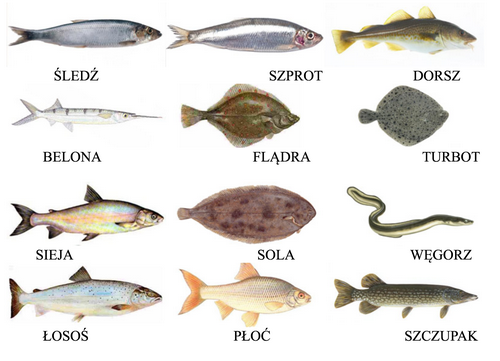 ŚLEDŹ SZPROT DORSZ
BELONA FLĄDRA TURBOT
SIEJA SOLA WĘGORZ
ŁOSOŚ PŁOĆ SZCZUPAK